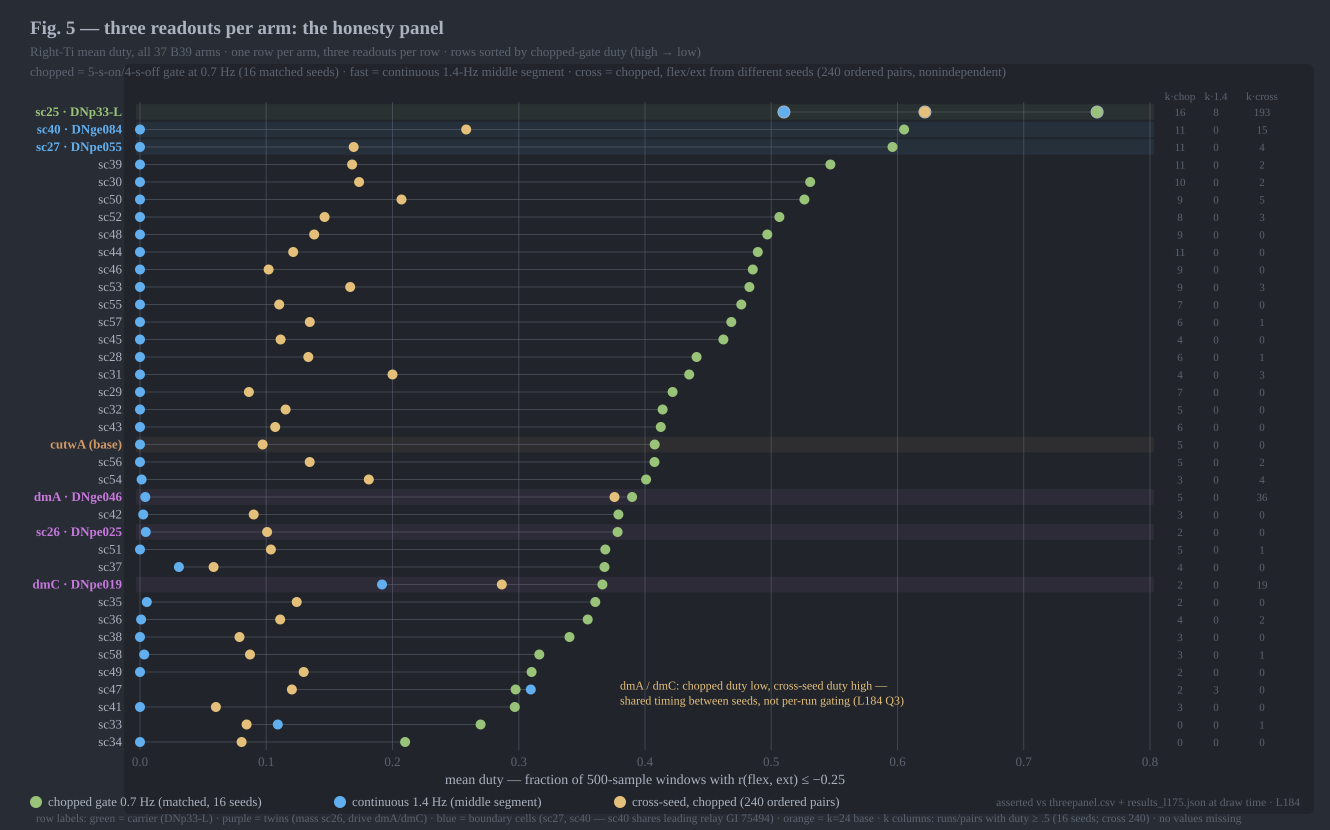 Fig. 5 — three readouts per arm: the honesty panel
Right-Ti mean duty, all 37 B39 arms · one row per arm, three readouts per row · rows sorted by chopped-gate duty (high → low)
chopped = 5-s-on/4-s-off gate at 0.7 Hz (16 matched seeds) · fast = continuous 1.4-Hz middle segment · cross = chopped, flex/ext from different seeds (240 ordered pairs, nonindependent)
k·chop k·1.4 k·cross
sc25 · DNp33-L 16 8 193
sc40 · DNge084 11 0 15
sc27 · DNpe055 11 0 4
sc39 11 0 2
sc30 10 0 2
sc50 9 0 5
sc52 8 0 3
sc48 9 0 0
sc44 11 0 0
sc46 9 0 0
sc53 9 0 3
sc55 7 0 0
sc57 6 0 1
sc45 4 0 0
sc28 6 0 1
sc31 4 0 3
sc29 7 0 0
sc32 5 0 0
sc43 6 0 0
cutwA (base) 5 0 0
sc56 5 0 2
sc54 3 0 4
dmA · DNge046 5 0 36
sc42 3 0 0
sc26 · DNpe025 2 0 0
sc51 5 0 1
sc37 4 0 0
dmC · DNpe019 2 0 19
sc35 2 0 0
sc36 4 0 2
sc38 3 0 0
sc58 3 0 1
sc49 2 0 0
sc47 2 3 0
dmA / dmC: chopped duty low, cross-seed duty high —
shared timing between seeds, not per-run gating (L184 Q3)
sc41 3 0 0
sc33 0 0 1
sc34 0 0 0
0.0 0.1 0.2 0.3 0.4 0.5 0.6 0.7 0.8
mean duty — fraction of 500-sample windows with r(flex, ext) ≤ −0.25
chopped gate 0.7 Hz (matched, 16 seeds) continuous 1.4 Hz (middle segment) cross-seed, chopped (240 ordered pairs) asserted vs threepanel.csv + results_l175.json at draw time · L184
row labels: green = carrier (DNp33-L) · purple = twins (mass sc26, drive dmA/dmC) · blue = boundary cells (sc27, sc40 — sc40 shares leading relay GI 75494) · orange = k=24 base · k columns: runs/pairs with duty ≥ .5 (16 seeds; cross 240) · no values missing